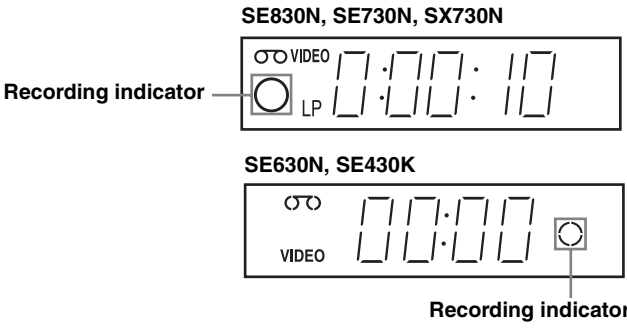 SE830N, SE730N, SX730N
VIDEO
Recording indicator
LP 0:00:10
SE630N, SE430K
00:00
VIDEO
Recording indicator